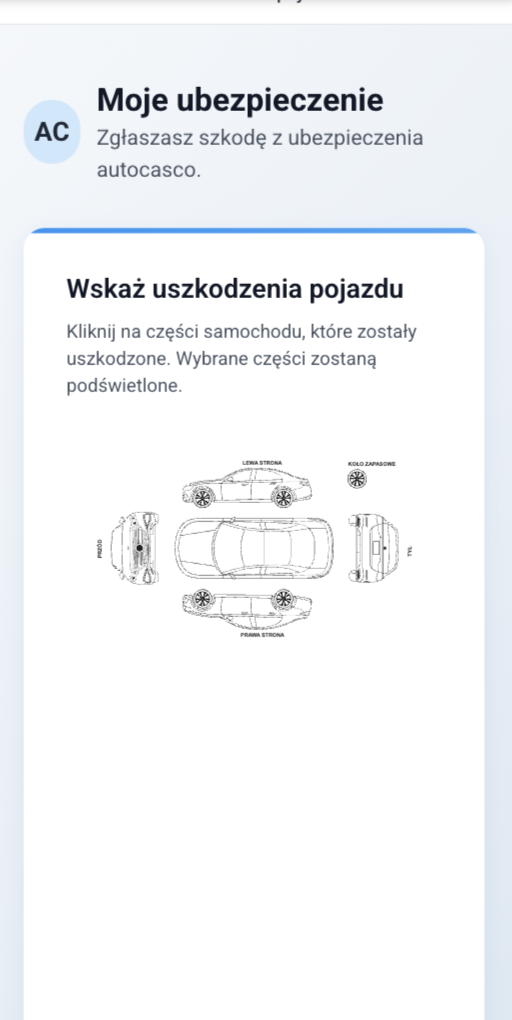 AC
Moje ubezpieczenie
Zgłaszasz szkodę z ubezpieczenia
autocasco.
Wskaż uszkodzenia pojazdu
Kliknij na części samochodu, które zostały
uszkodzone. Wybrane części zostaną
podświetlone.
LEWA STRONA
KOŁO ZAPASOWE
PRZÓD
TYŁ
PRAWA STRONA